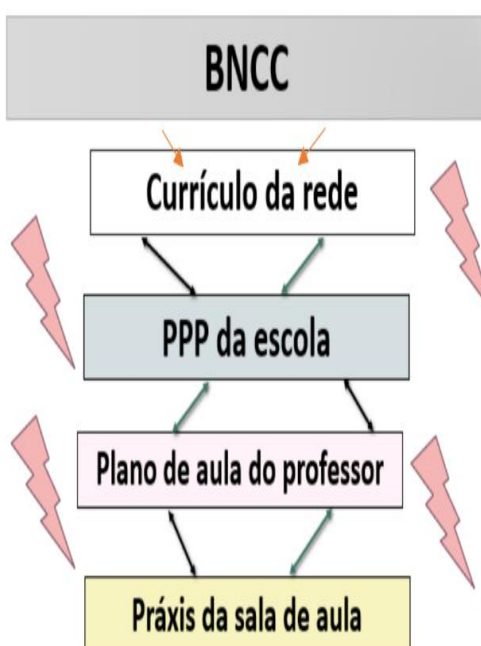 BNCC
Currículo da rede
PPP da escola
Plano de aula do professor
Práxis da sala de aula